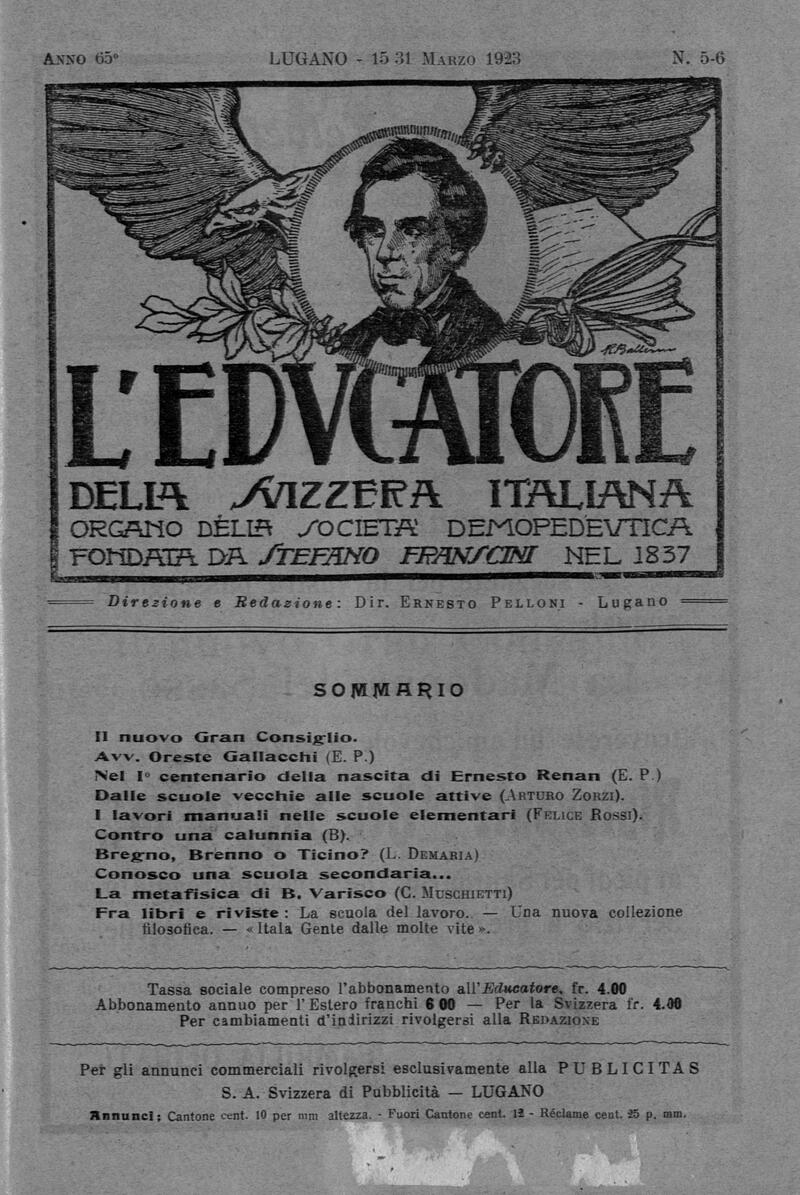 ANNO 65° LUGANO - 15 31 MARZO 1923 N. 5-6
L'EDVCATORE
DELLA SVIZZERA ITALIANA
ORGANO DELLA SOCIETA' DEMOPEDEVTICA
FONDATA DA STEFANO FRANSCINI NEL 1837
Direzione e Redazione: Dir. ERNESTO PELLONI - Lugano
SOMMARIO
Il nuovo Gran Consiglio.
Avv. Oreste Gallacchi (E. P.)
Nel I° centenario della nascita di Ernesto Renan (E. P.)
Dalle scuole vecchie alle scuole attive (ARTURO ZORZI).
I lavori manuali nelle scuole elementari (FELICE ROSSI).
Contro una calunnia (B).
Bregno, Brenno o Ticino? (L. DEMARIA)
Conosco una scuola secondaria...
La metafisica di B. Varisco (C. MUSCHIETTI)
Fra libri e riviste: La scuola del lavoro. — Una nuova collezione
filosofica. — «Itala Gente dalle molte vite».
Tassa sociale compreso l'abbonamento all'Educatore, fr. 4.00
Abbonamento annuo per l'Estero franchi 6 00 — Per la Svizzera fr. 4.00
Per cambiamenti d'indirizzi rivolgersi alla REDAZIONE
Per gli annunci commerciali rivolgersi esclusivamente alla PUBLICITAS
S. A. Svizzera di Pubblicità — LUGANO
Annunci: Cantone cent. 10 per mm altezza. - Fuori Cantone cent. 12 - Réclame cent. 25 p. mm.